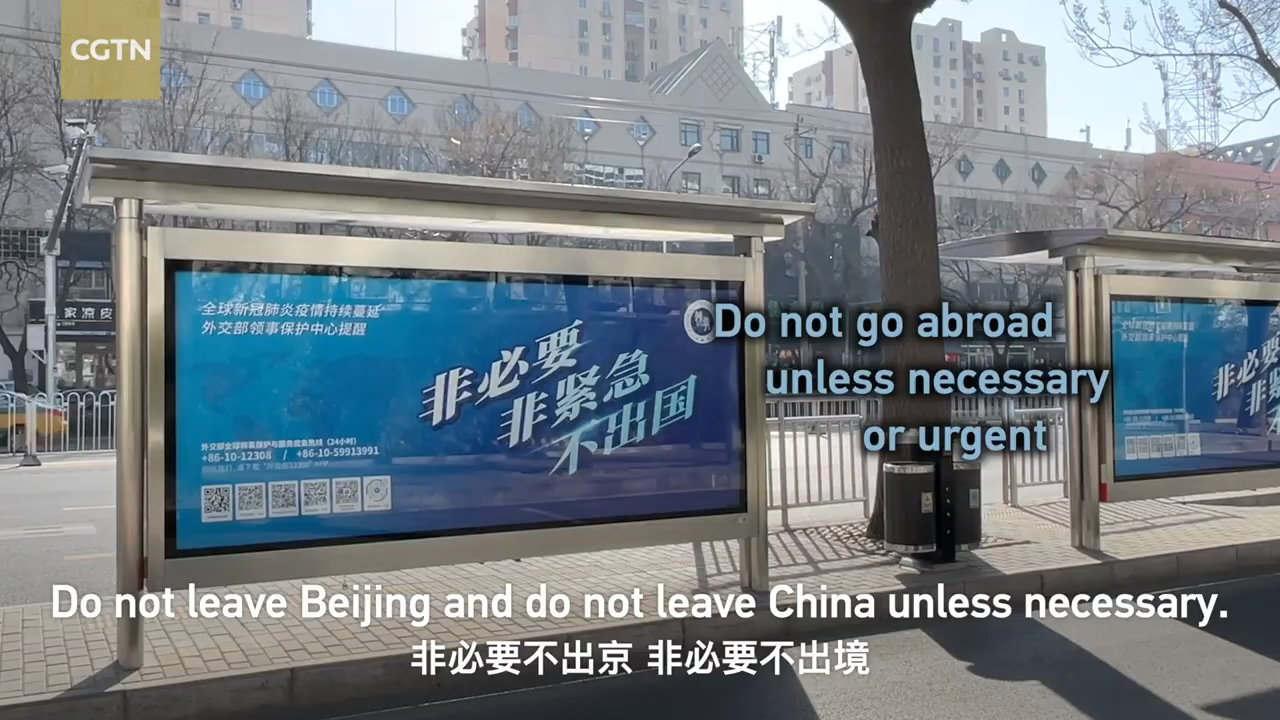 CGTN
全球新冠肺炎疫情持续蔓延
外交部领事保护中心提醒
非必要
非紧急
不出国
外交部全球领事保护与服务应急热线（24小时）
+86-10-12308 / +86-10-59913991
Do not go abroad
unless necessary
or urgent
家凉皮
Do not leave Beijing and do not leave China unless necessary.
非必要不出京 非必要不出境